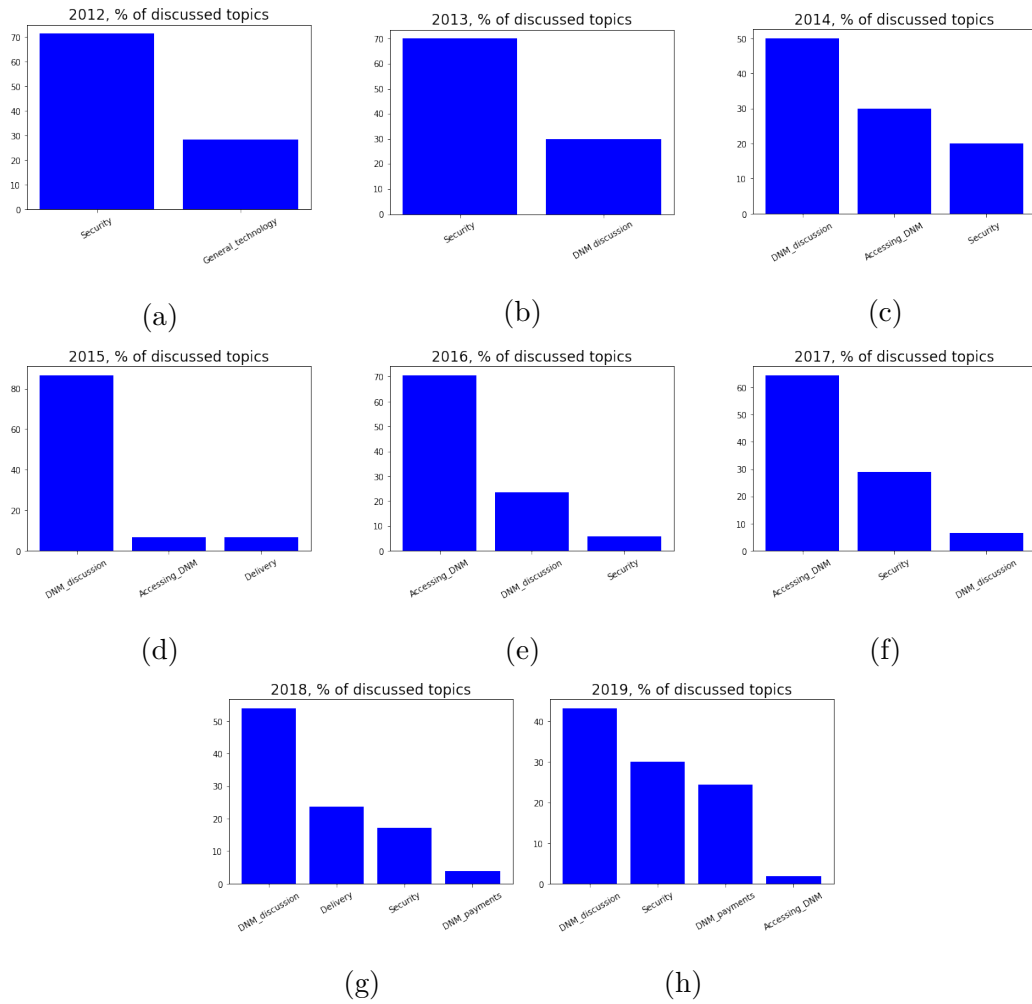 2012, % of discussed topics
70
60
50
40
30
20
10
0
Security
General_technology
(a)
2013, % of discussed topics
70
60
50
40
30
20
10
0
Security
DNM discussion
(b)
2014, % of discussed topics
50
40
30
20
10
0
DNM_discussion
Accessing_DNM
Security
(c)
2015, % of discussed topics
80
60
40
20
0
DNM_discussion
Accessing_DNM
Delivery
(d)
2016, % of discussed topics
70
60
50
40
30
20
10
0
Accessing_DNM
DNM_discussion
Security
(e)
2017, % of discussed topics
60
50
40
30
20
10
0
Accessing_DNM
Security
DNM_discussion
(f)
2018, % of discussed topics
50
40
30
20
10
0
DNM_discussion
Delivery
Security
DNM_payments
(g)
2019, % of discussed topics
40
30
20
10
0
DNM_discussion
Security
DNM_payments
Accessing_DNM
(h)